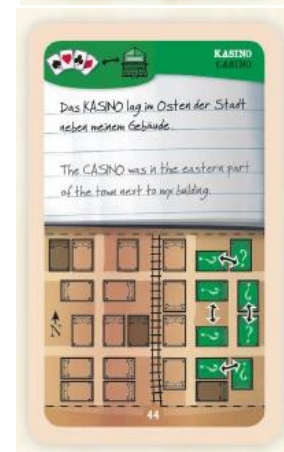 KASINO
CASINO
Das KASINO lag im Osten der Stadt
neben meinem Gebäude.
The CASINO was in the eastern part
of the town next to my building.
N
? ?
? ?
? ?
? ?
44